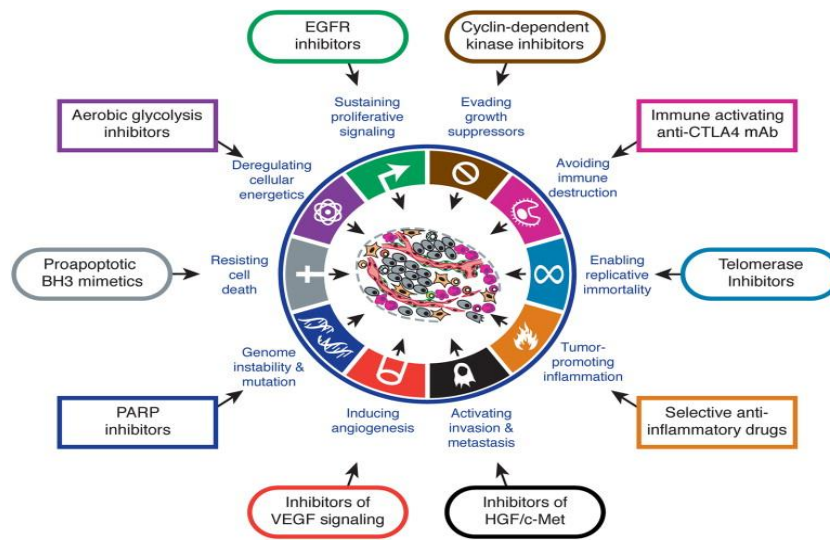 EGFR
inhibitors
Cyclin-dependent
kinase inhibitors
Aerobic glycolysis
inhibitors
Sustaining
proliferative
signaling
Evading
growth
suppressors
Immune activating
anti-CTLA4 mAb
Deregulating
cellular
energetics
Avoiding
immune
destruction
Proapoptotic
BH3 mimetics
Resisting
cell
death
Enabling
replicative
immortality
Telomerase
Inhibitors
Genome
instability &
mutation
Tumor-
promoting
inflammation
PARP
inhibitors
Inducing
angiogenesis
Activating
invasion &
metastasis
Selective anti-
inflammatory drugs
Inhibitors of
VEGF signaling
Inhibitors of
HGF/c-Met